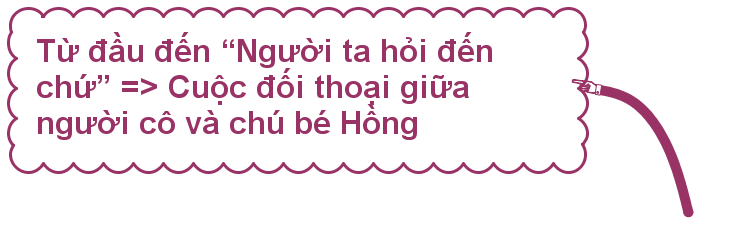 Từ đầu đến “Người ta hỏi đến
chứ” => Cuộc đối thoại giữa
người cô và chú bé Hồng